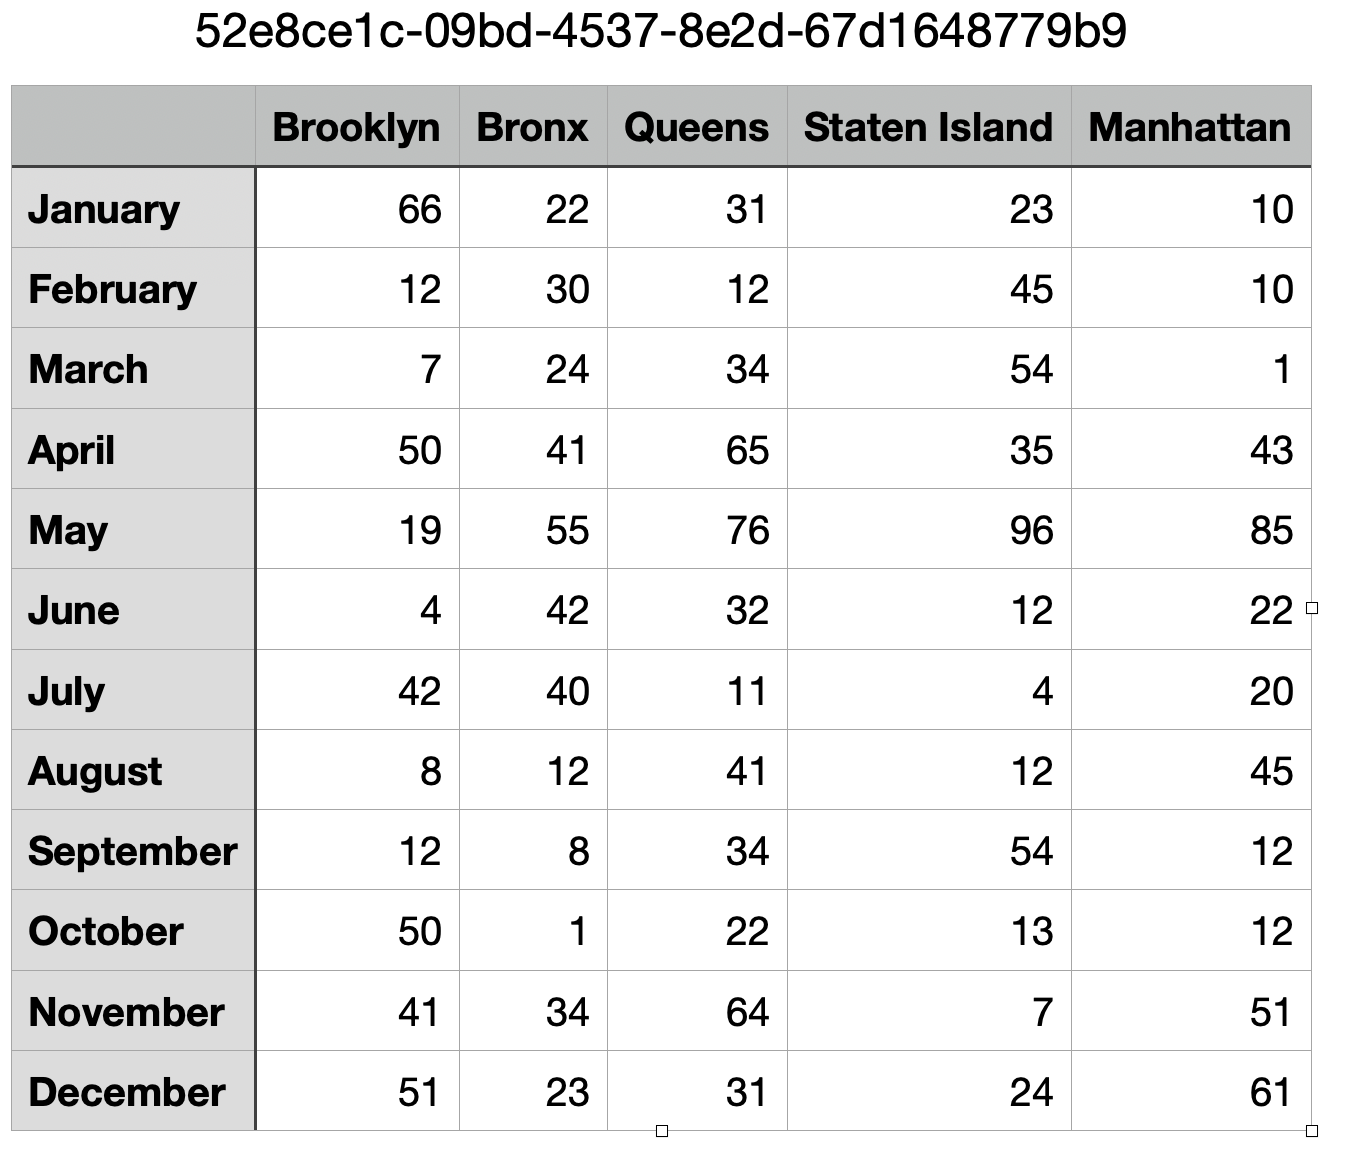 52e8ce1c-09bd-4537-8e2d-67d1648779b9
Brooklyn Bronx Queens Staten Island Manhattan
January 66 22 31 23 10
February 12 30 12 45 10
March 7 24 34 54 1
April 50 41 65 35 43
May 19 55 76 96 85
June 4 42 32 12 22
July 42 40 11 4 20
August 8 12 41 12 45
September 12 8 34 54 12
October 50 1 22 13 12
November 41 34 64 7 51
December 51 23 31 24 61